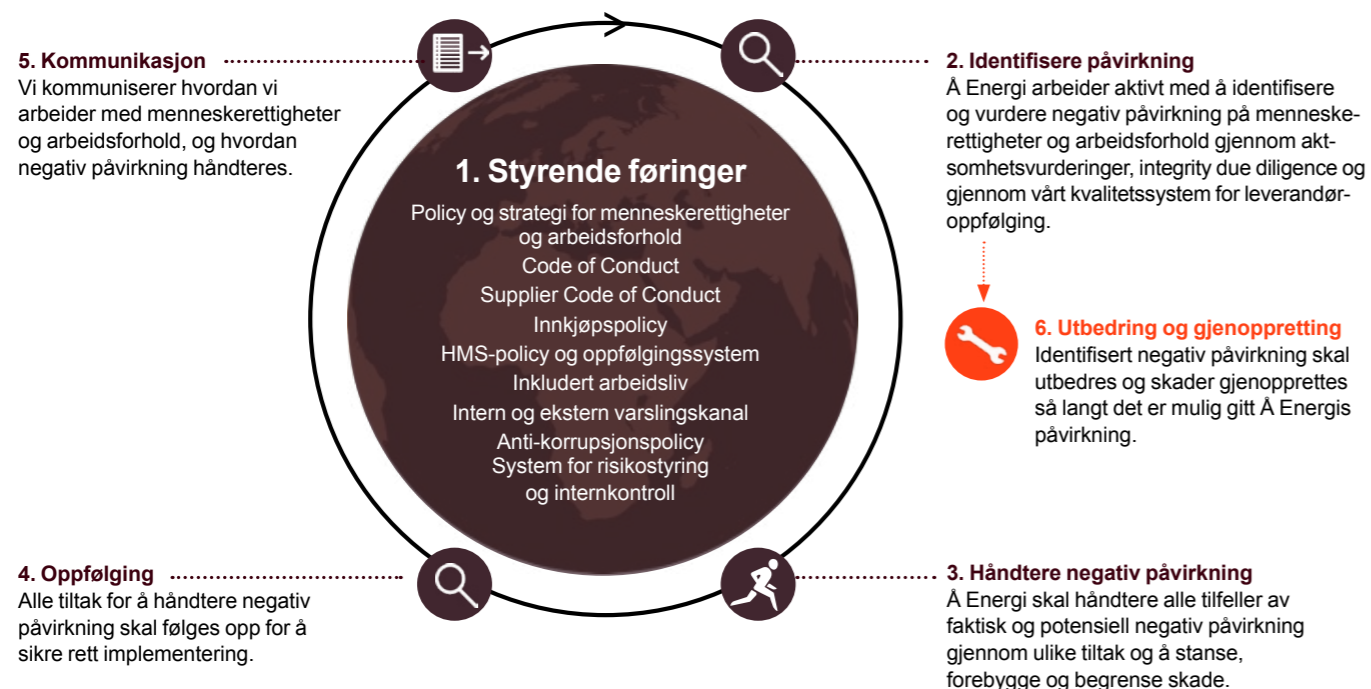 1. Styrende føringer
Policy og strategi for menneskerettigheter
og arbeidsforhold
Code of Conduct
Supplier Code of Conduct
Innkjøpspolicy
HMS-policy og oppfølgingssystem
Inkludert arbeidsliv
Intern og ekstern varslingskanal
Anti-korrupsjonspolicy
System for risikostyring
og internkontroll
2. Identifisere påvirkning
Å Energi arbeider aktivt med å identifisere
og vurdere negativ påvirkning på menneske-
rettigheter og arbeidsforhold gjennom akt-
somhetsvurderinger, integrity due diligence og
gjennom vårt kvalitetssystem for leverandør-
oppfølging.
3. Håndtere negativ påvirkning
Å Energi skal håndtere alle tilfeller av
faktisk og potensiell negativ påvirkning
gjennom ulike tiltak og å stanse,
forebygge og begrense skade.
4. Oppfølging
Alle tiltak for å håndtere negativ
påvirkning skal følges opp for å
sikre rett implementering.
5. Kommunikasjon
Vi kommuniserer hvordan vi
arbeider med menneskerettigheter
og arbeidsforhold, og hvordan
negativ påvirkning håndteres.
6. Utbedring og gjenoppretting
Identifisert negativ påvirkning skal
utbedres og skader gjenopprettes
så langt det er mulig gitt Å Energis
påvirkning.